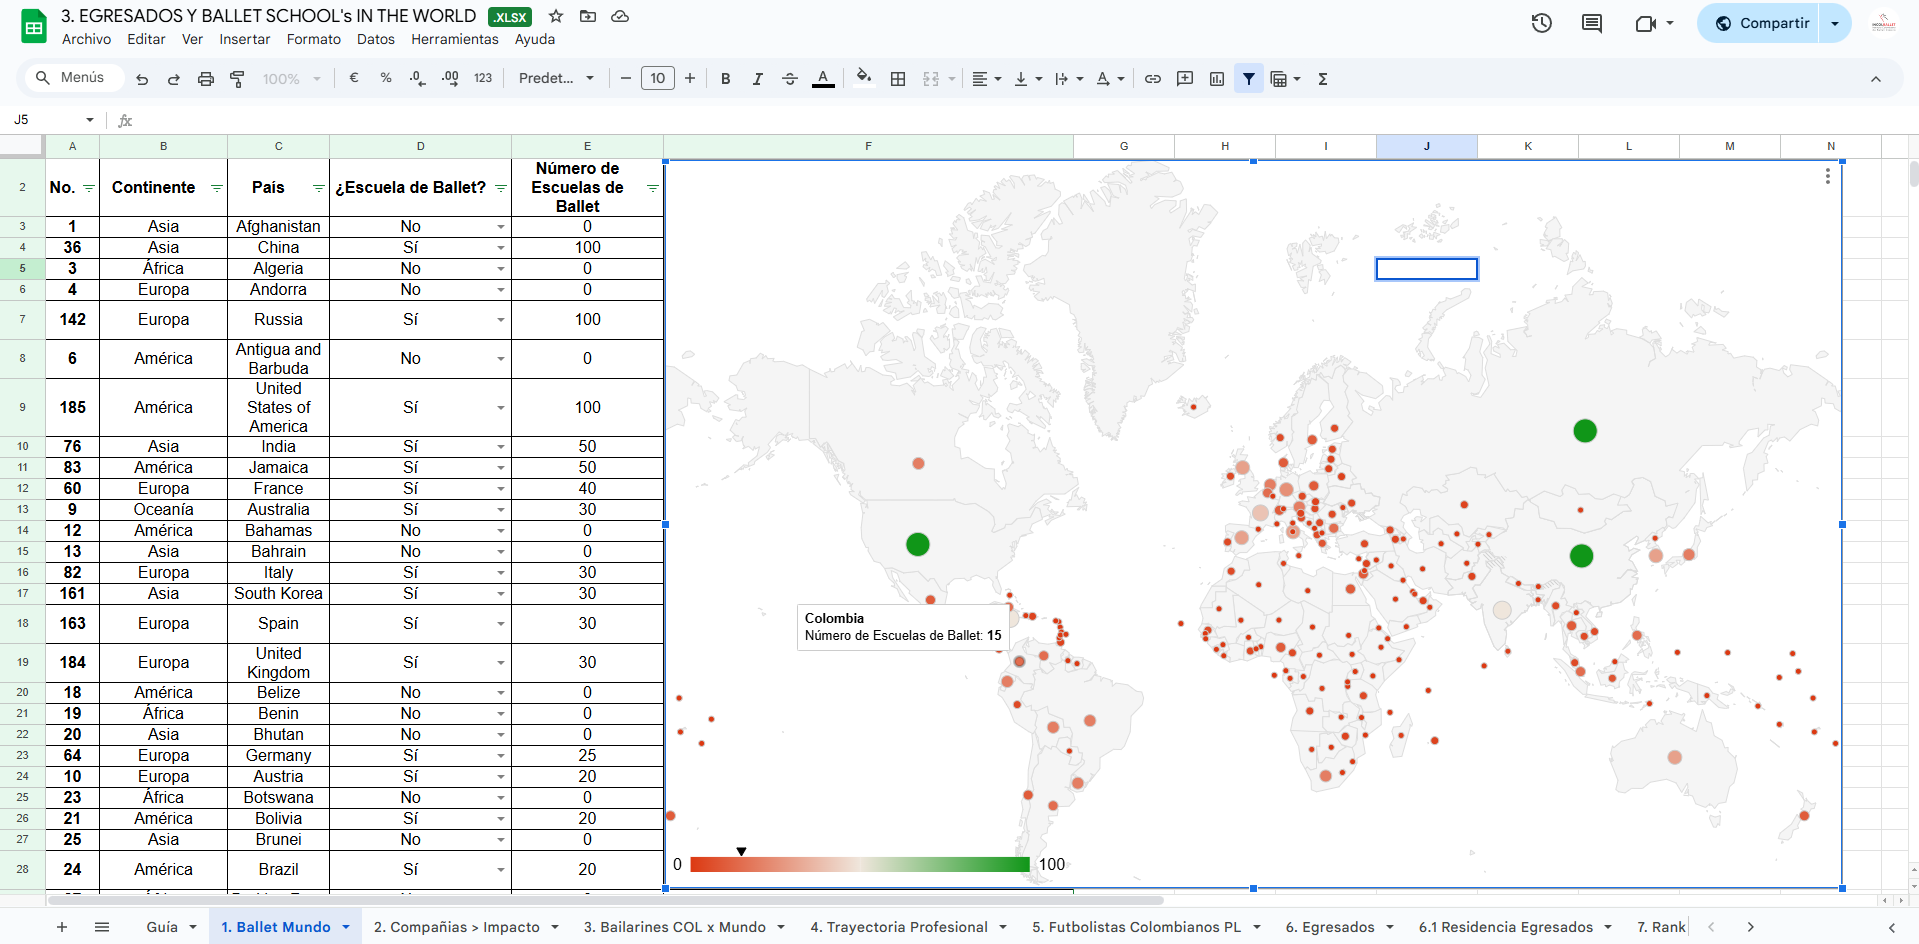 3. EGRESADOS Y BALLET SCHOOL's IN THE WORLD .XLSX
Archivo Editar Ver Insertar Formato Datos Herramientas Ayuda
Compartir
Menús 100% € % .0 .00 123 Predet... − 10 + B I A Σ
J5 fx
A B C D E F G H I J K L M N
2 No. Continente País ¿Escuela de Ballet? Número de Escuelas de Ballet
3 1 Asia Afghanistan No 0
4 36 Asia China Sí 100
5 3 África Algeria No 0
6 4 Europa Andorra No 0
7 142 Europa Russia Sí 100
8 6 América Antigua and Barbuda No 0
9 185 América United States of America Sí 100
10 76 Asia India Sí 50
11 83 América Jamaica Sí 50
12 60 Europa France Sí 40
13 9 Oceanía Australia Sí 30
14 12 América Bahamas No 0
15 13 Asia Bahrain No 0
16 82 Europa Italy Sí 30
17 161 Asia South Korea Sí 30
18 163 Europa Spain Sí 30
19 184 Europa United Kingdom Sí 30
20 18 América Belize No 0
21 19 África Benin No 0
22 20 Asia Bhutan No 0
23 64 Europa Germany Sí 25
24 10 Europa Austria Sí 20
25 23 África Botswana No 0
26 21 América Bolivia Sí 20
27 25 Asia Brunei No 0
28 24 América Brazil Sí 20
Colombia
Número de Escuelas de Ballet: 15
0 100
Guía 1. Ballet Mundo 2. Compañias > Impacto 3. Bailarines COL x Mundo 4. Trayectoria Profesional 5. Futbolistas Colombianos PL 6. Egresados 6.1 Residencia Egresados 7. Rank